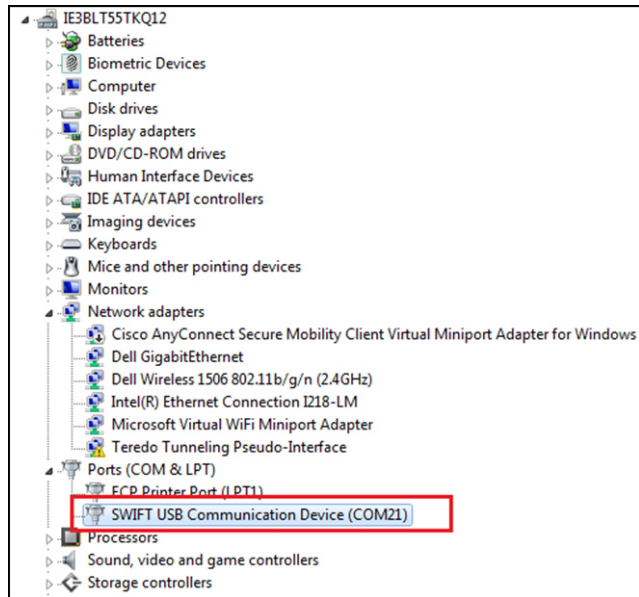 IE3BLT55TKQ12
Batteries
Biometric Devices
Computer
Disk drives
Display adapters
DVD/CD-ROM drives
Human Interface Devices
IDE ATA/ATAPI controllers
Imaging devices
Keyboards
Mice and other pointing devices
Monitors
Network adapters
Cisco AnyConnect Secure Mobility Client Virtual Miniport Adapter for Windows
Dell GigabitEthernet
Dell Wireless 1506 802.11b/g/n (2.4GHz)
Intel(R) Ethernet Connection I218-LM
Microsoft Virtual WiFi Miniport Adapter
Teredo Tunneling Pseudo-Interface
Ports (COM & LPT)
ECP Printer Port (LPT1)
SWIFT USB Communication Device (COM21)
Processors
Sound, video and game controllers
Storage controllers